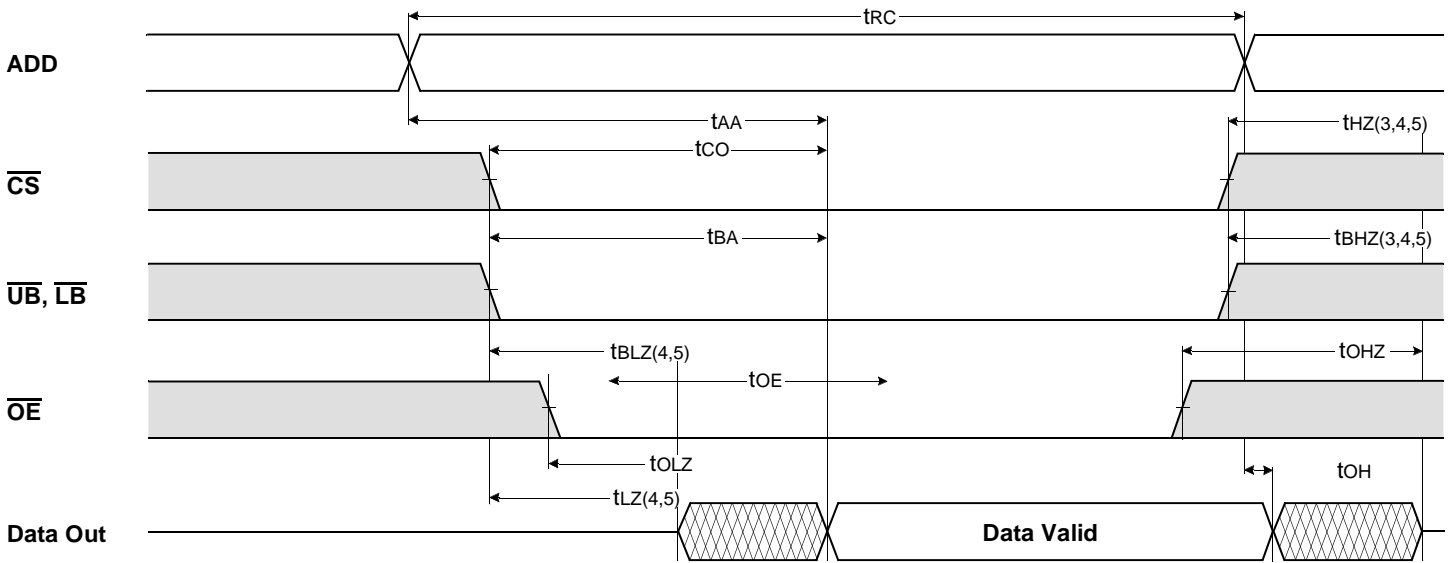 tRC
ADD
tAA
tHZ(3,4,5)
tCO
CS
tBA
tBHZ(3,4,5)
UB, LB
tBLZ(4,5)
tOHZ
tOE
OE
tOLZ
tOH
tLZ(4,5)
Data Out
Data Valid